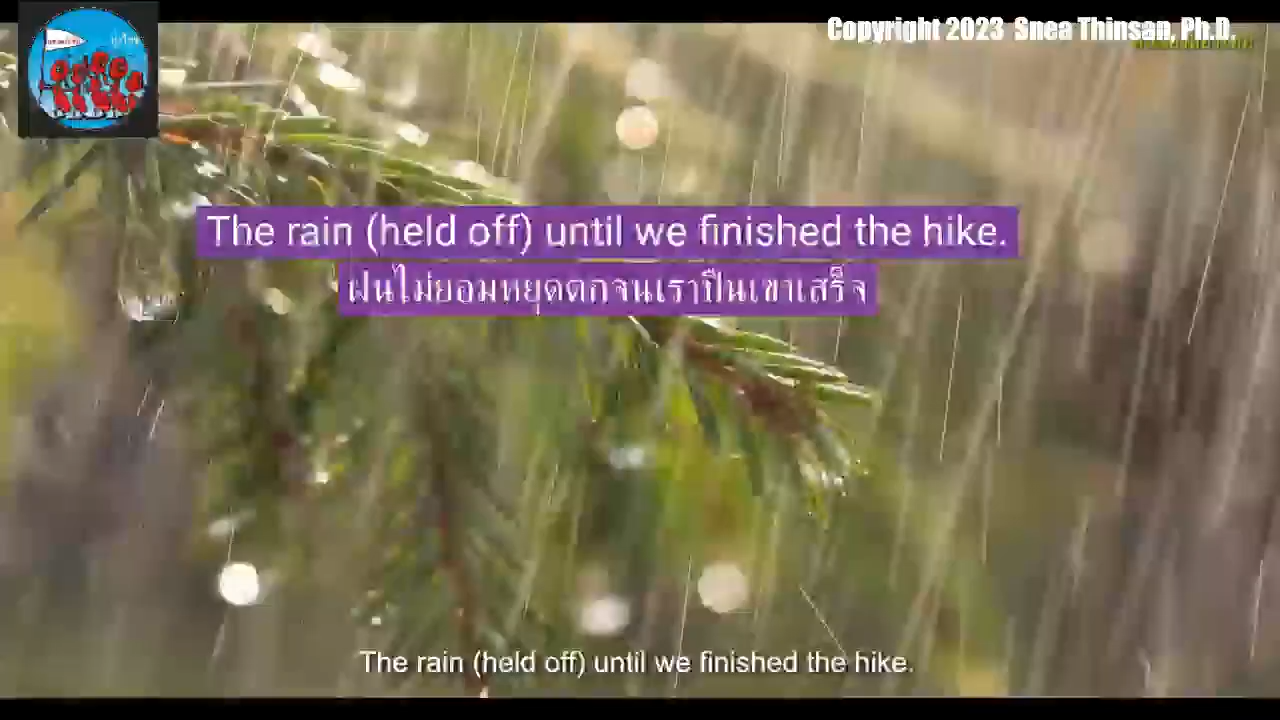 Copyright 2023 Snea Thinsan, Ph.D.
The rain (held off) until we finished the hike.
ฝนไม่ยอมหยุดตกจนเราปีนเขาเสร็จ
The rain (held off) until we finished the hike.